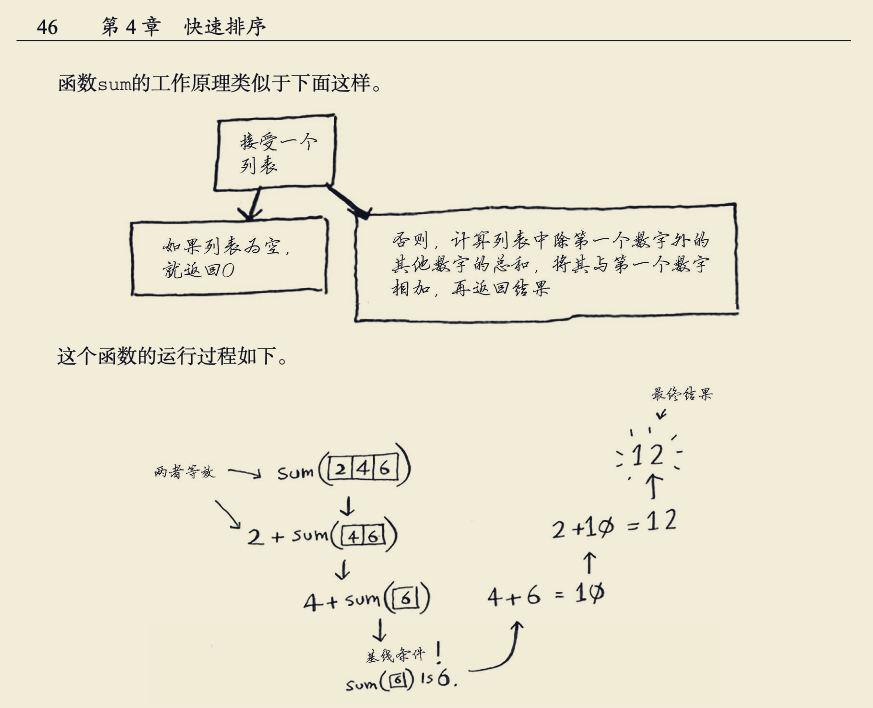 46 第4章 快速排序
函数sum的工作原理类似于下面这样。
接受一个
列表
如果列表为空，
就返回0
否则，计算列表中除第一个数字外的
其他数字的总和，将其与第一个数字
相加，再返回结果
这个函数的运行过程如下。
最终结果
12
两者等效
sum(246)
2+sum(46)
2+10=12
4+sum(6)
4+6=10
基线条件！
sum(6) is 6.